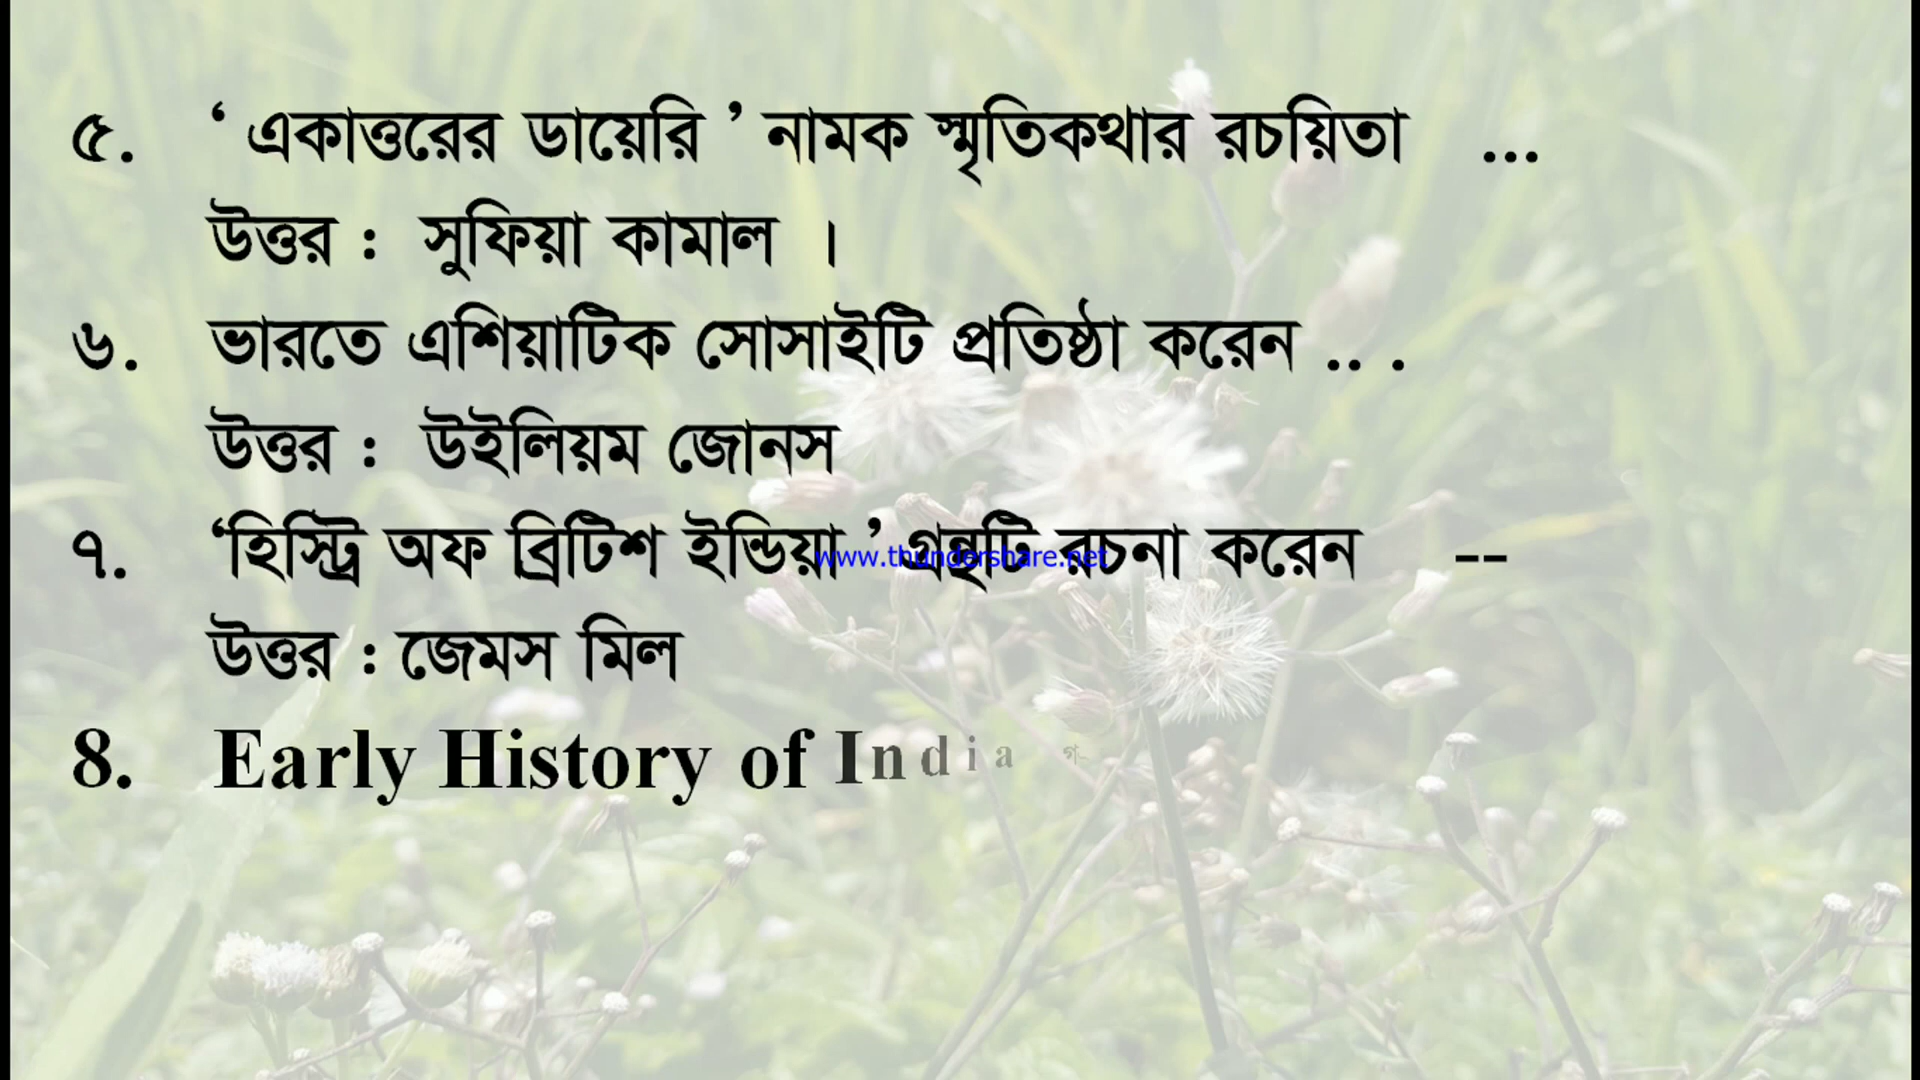 ৫. ‘ একাত্তরের ডায়েরি ’ নামক স্মৃতিকথার রচয়িতা ...
উত্তর : সুফিয়া কামাল ।
৬. ভারতে এশিয়াটিক সোসাইটি প্রতিষ্ঠা করেন .. .
উত্তর : উইলিয়ম জোনস
৭. ‘হিস্ট্রি অফ ব্রিটিশ ইন্ডিয়া ’ গ্রন্থটি রচনা করেন --
www.thundershare.net
উত্তর : জেমস মিল
8. Early History of India